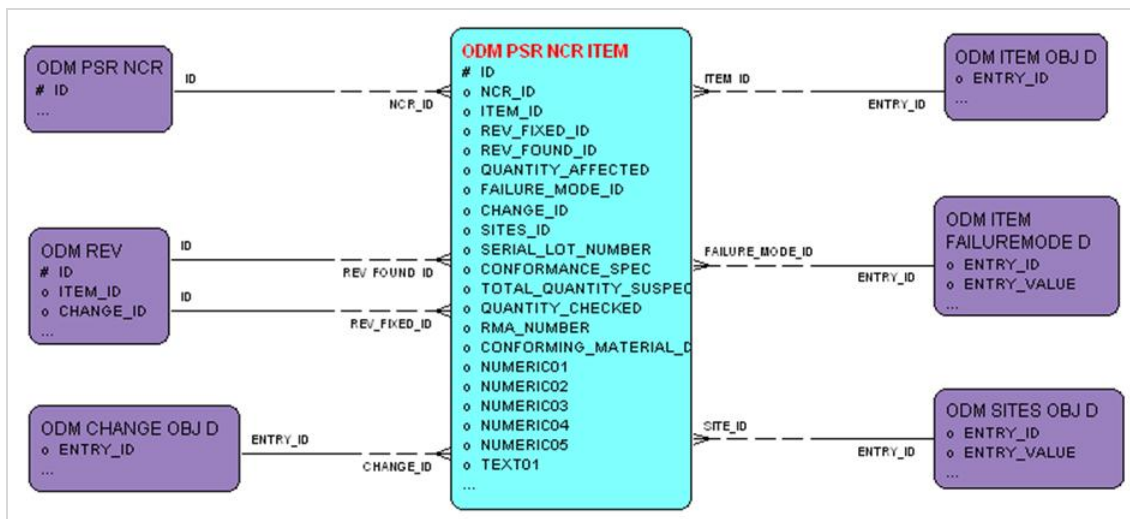 ODM PSR NCR
# ID
...
ID
NCR_ID
ODM REV
# ID
o ITEM_ID
o CHANGE_ID
...
ID
REV_FOUND_ID
ID
REV_FIXED_ID
ODM CHANGE OBJ D
o ENTRY_ID
...
ENTRY_ID
CHANGE_ID
ODM PSR NCR ITEM
# ID
o NCR_ID
o ITEM_ID
o REV_FIXED_ID
o REV_FOUND_ID
o QUANTITY_AFFECTED
o FAILURE_MODE_ID
o CHANGE_ID
o SITES_ID
o SERIAL_LOT_NUMBER
o CONFORMANCE_SPEC
o TOTAL_QUANTITY_SUSPEC
o QUANTITY_CHECKED
o RMA_NUMBER
o CONFORMING_MATERIAL_D
o NUMERIC01
o NUMERIC02
o NUMERIC03
o NUMERIC04
o NUMERIC05
o TEXT01
...
ITEM_ID
ENTRY_ID
ODM ITEM OBJ D
o ENTRY_ID
...
FAILURE_MODE_ID
ENTRY_ID
ODM ITEM
FAILUREMODE D
o ENTRY_ID
o ENTRY_VALUE
...
SITE_ID
ENTRY_ID
ODM SITES OBJ D
o ENTRY_ID
o ENTRY_VALUE
...